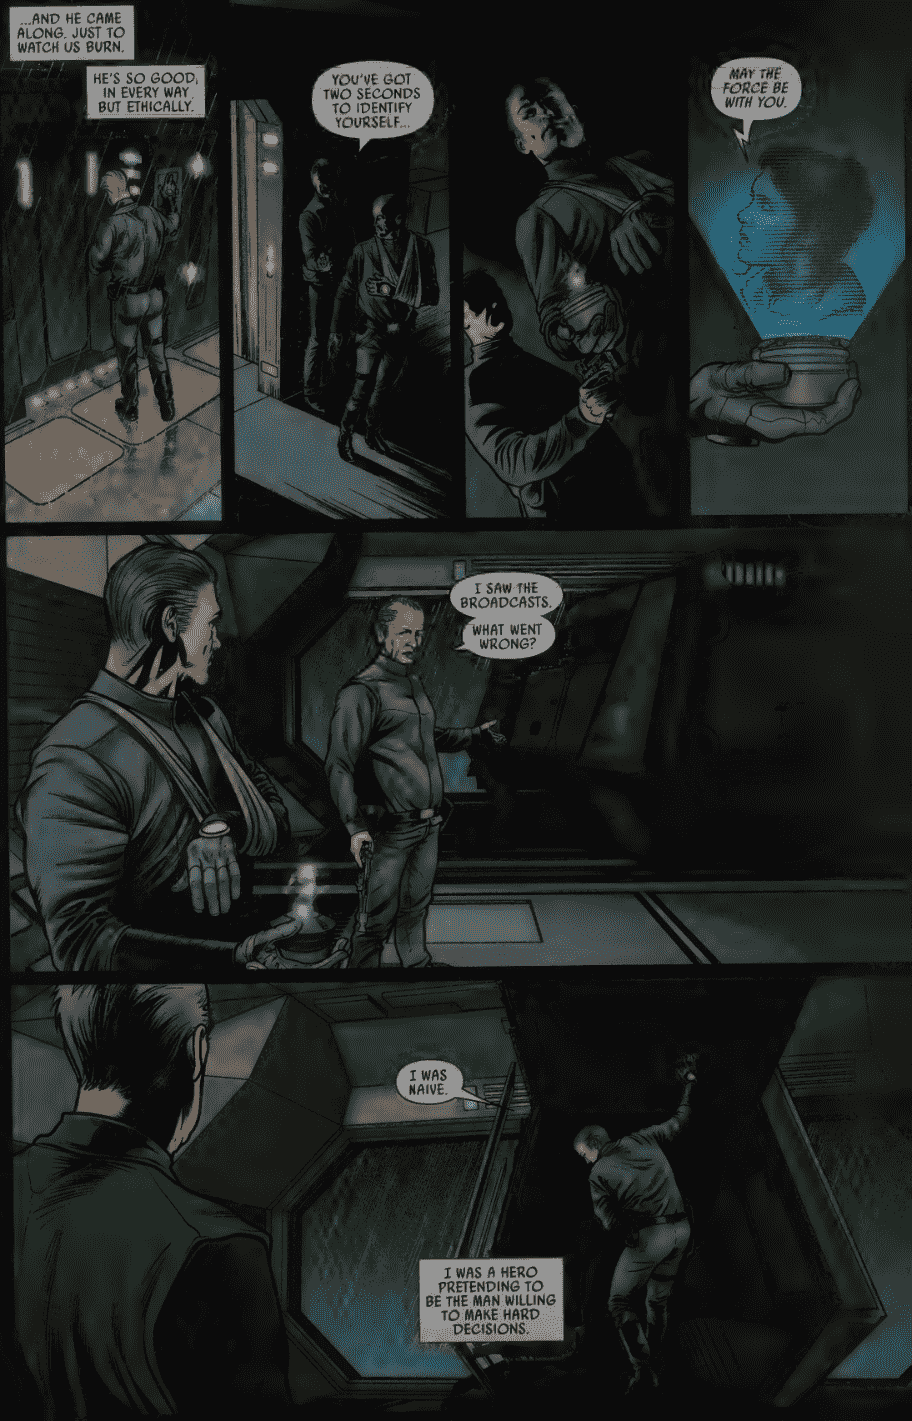 ...AND HE CAME
ALONG. JUST TO
WATCH US BURN.
HE'S SO GOOD,
IN EVERY WAY
BUT ETHICALLY.
YOU'VE GOT
TWO SECONDS
TO IDENTIFY
YOURSELF...
MAY THE
FORCE BE
WITH YOU.
I SAW THE
BROADCASTS.
WHAT WENT
WRONG?
I WAS
NAIVE.
I WAS A HERO
PRETENDING TO
BE THE MAN WILLING
TO MAKE HARD
DECISIONS.